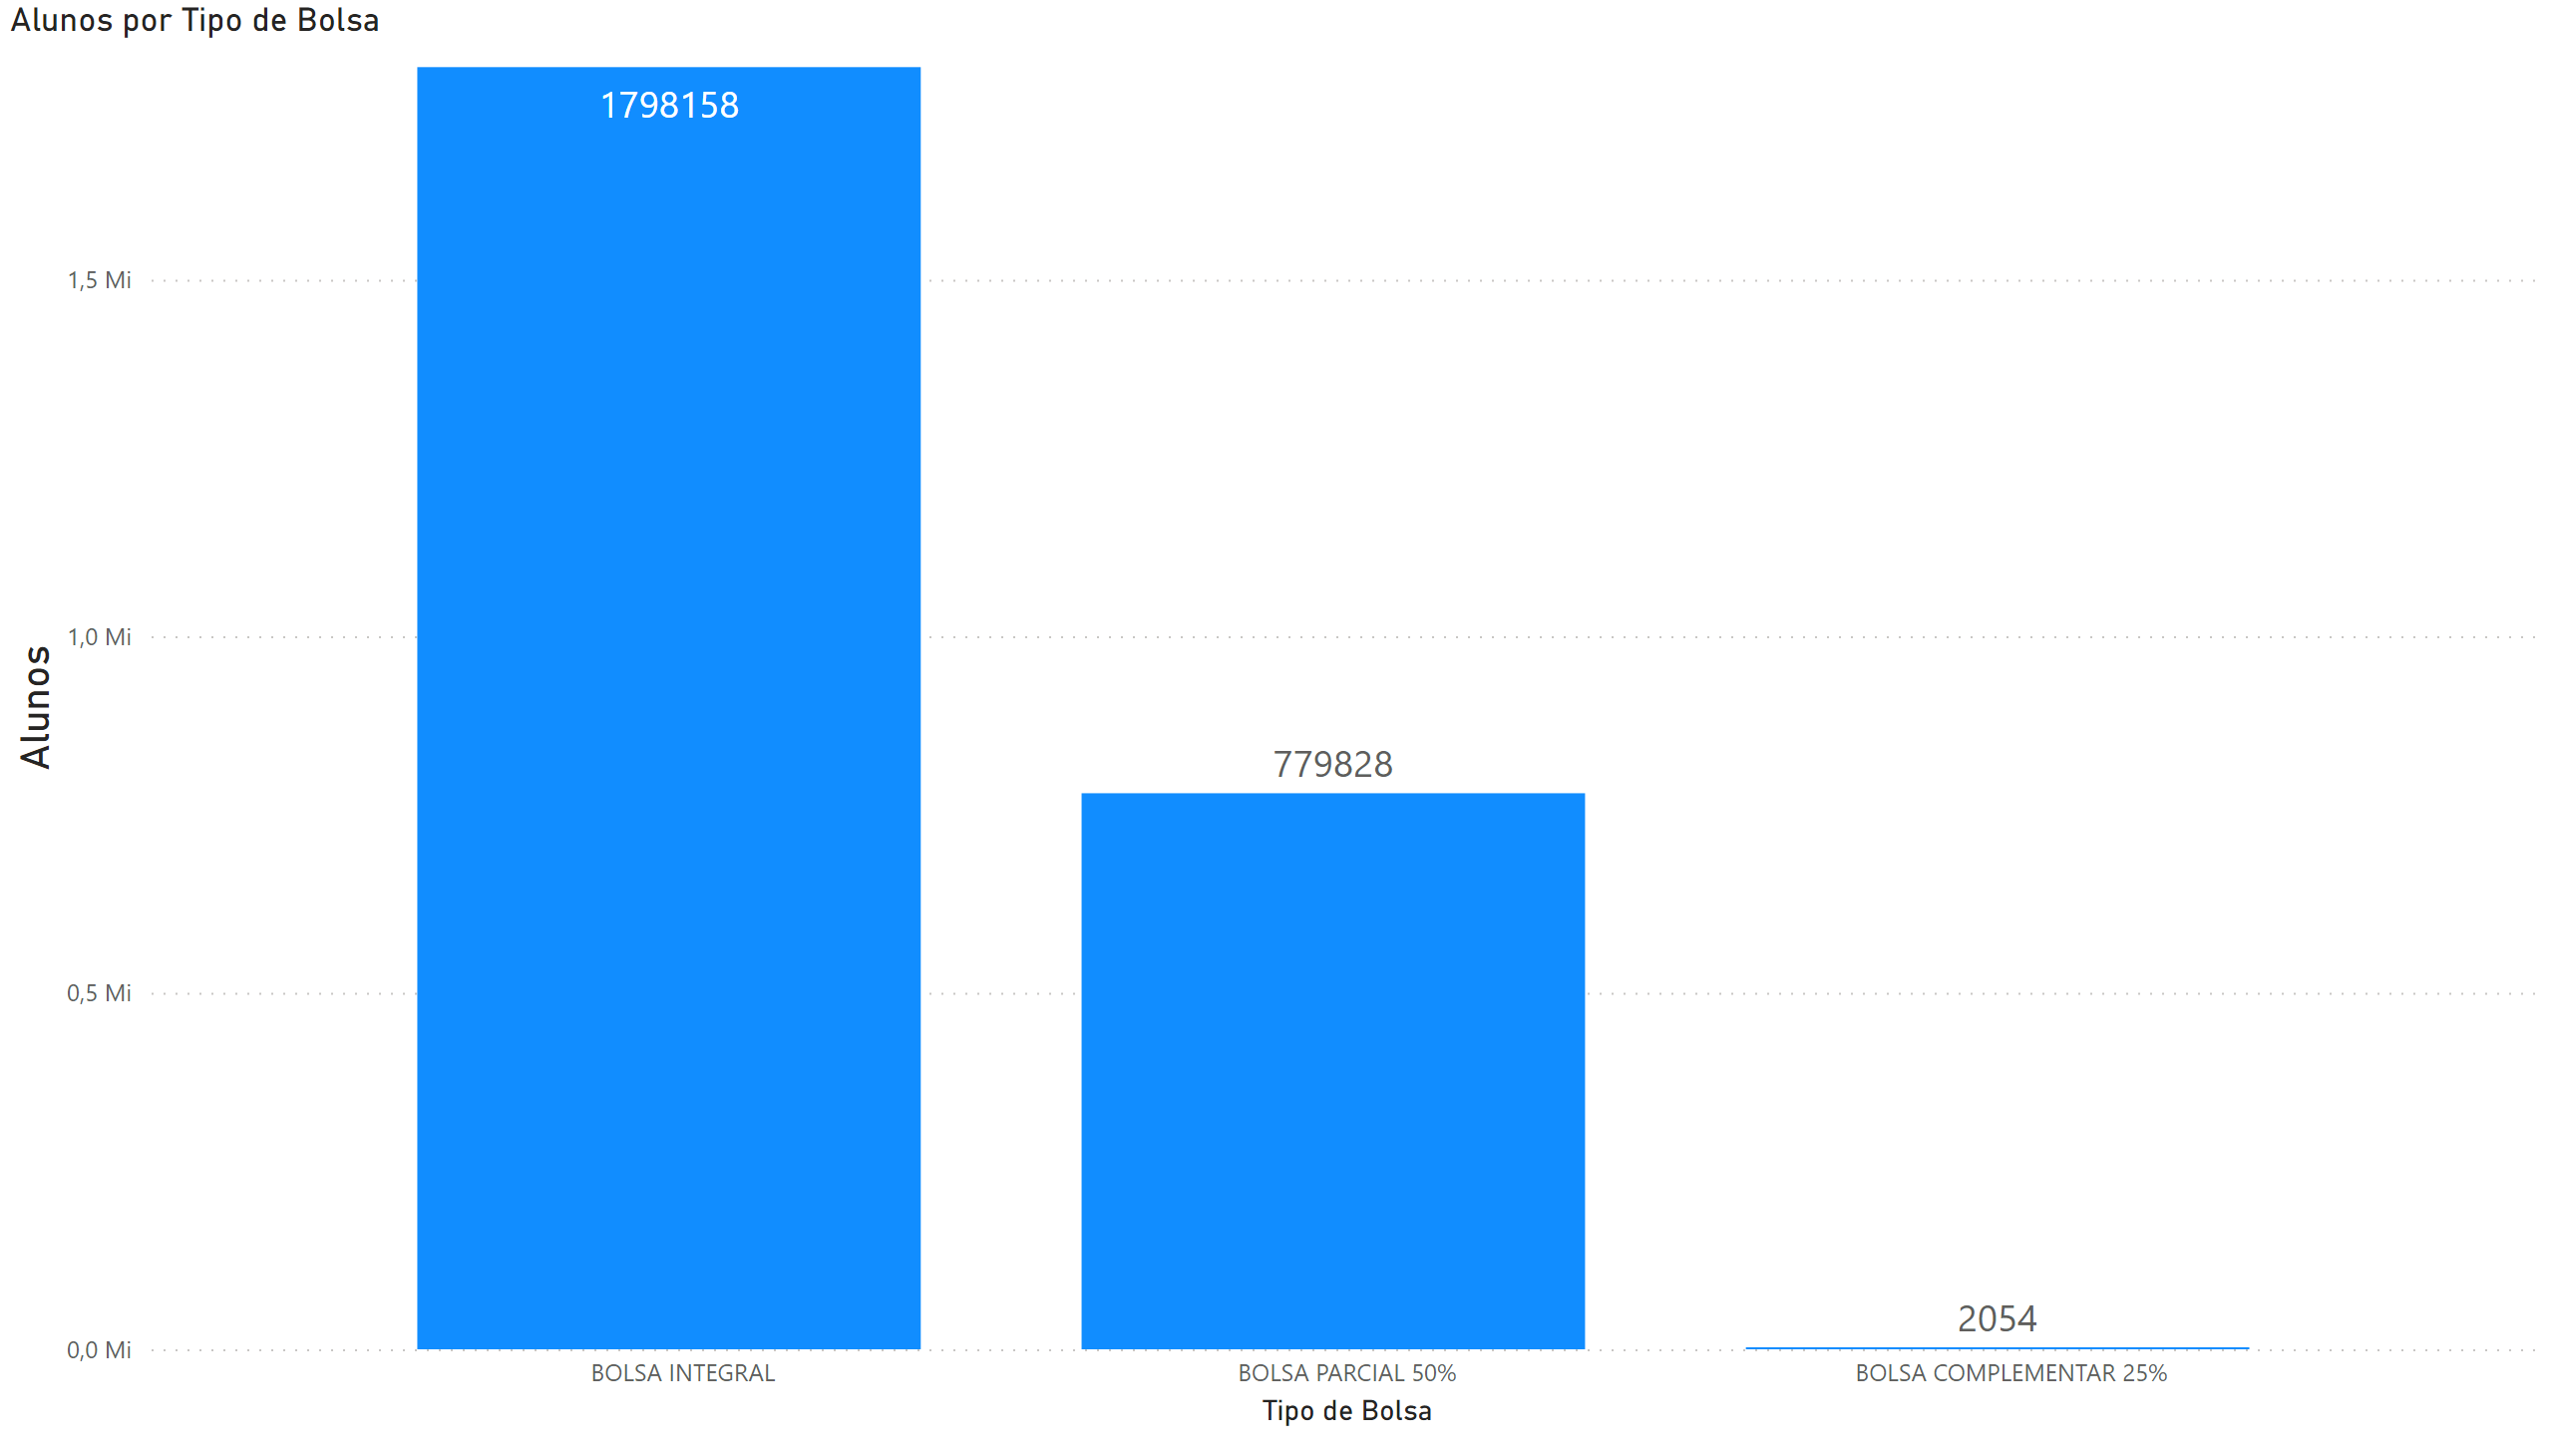 Alunos por Tipo de Bolsa
1798158
1,5 Mi
1,0 Mi
Alunos
779828
0,5 Mi
2054
0,0 Mi
BOLSA INTEGRAL
BOLSA PARCIAL 50%
BOLSA COMPLEMENTAR 25%
Tipo de Bolsa